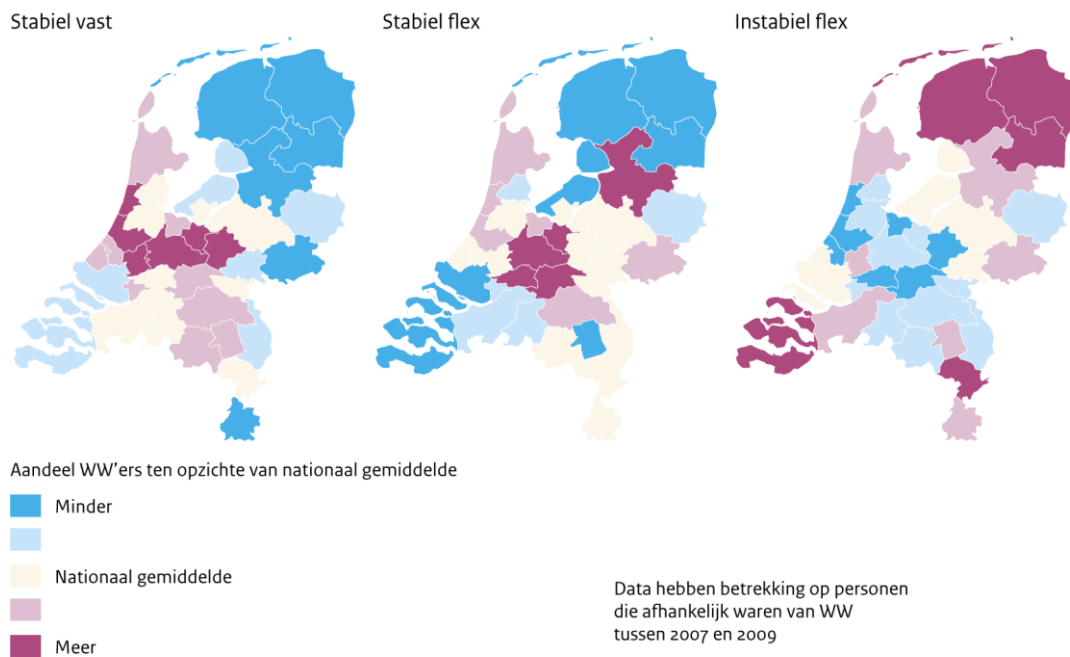 Stabiel vast
Stabiel flex
Instabiel flex
Aandeel WW'ers ten opzichte van nationaal gemiddelde
Minder
Nationaal gemiddelde
Meer
Data hebben betrekking op personen
die afhankelijk waren van WW
tussen 2007 en 2009